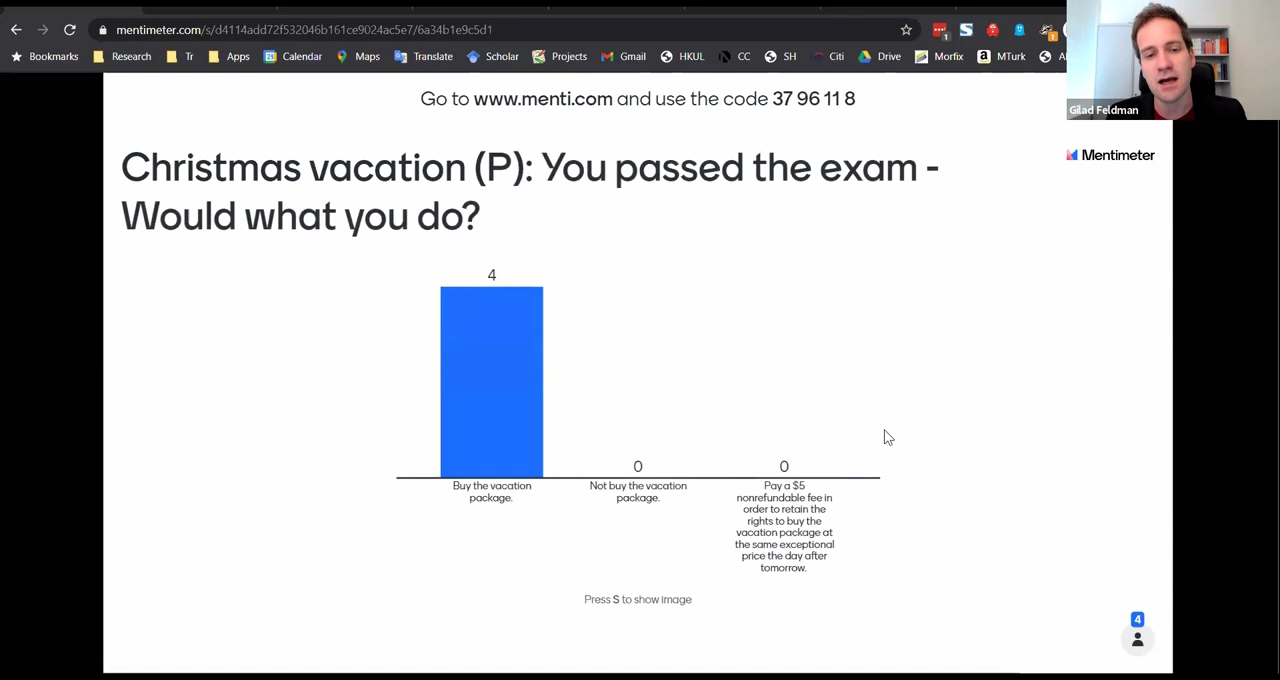 mentimeter.com/s/d4114add72f532046b161ce9024ac5e7/6a34b1e9c5d1
1
1
Bookmarks Research Tr Apps Calendar Maps Translate Scholar Projects Gmail HKUL CC SH Citi Drive Morfix MTurk
Gilad Feldman
Go to www.menti.com and use the code 37 96 11 8
Mentimeter
Christmas vacation (P): You passed the exam -
Would what you do?
4
0
0
Buy the vacation
package.
Not buy the vacation
package.
Pay a $5
nonrefundable fee in
order to retain the
rights to buy the
vacation package at
the same exceptional
price the day after
tomorrow.
Press S to show image
4